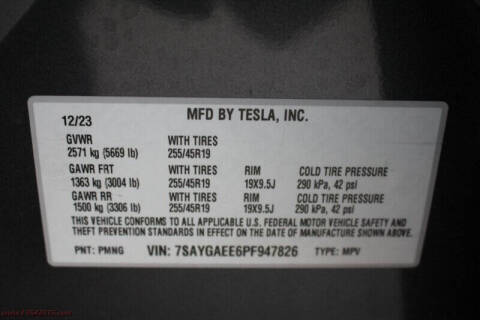 MFD BY TESLA, INC.
12/23
GVWR WITH TIRES
2571 kg (5669 lb) 255/45R19
GAWR FRT WITH TIRES RIM COLD TIRE PRESSURE
1363 kg (3004 lb) 255/45R19 19X9.5J 290 kPa, 42 psi
GAWR RR WITH TIRES RIM COLD TIRE PRESSURE
1500 kg (3306 lb) 255/45R19 19X9.5J 290 kPa, 42 psi
THIS VEHICLE CONFORMS TO ALL APPLICABLE U.S. FEDERAL MOTOR VEHICLE SAFETY AND
THEFT PREVENTION STANDARDS IN EFFECT ON THE DATE OF MANUFACTURE SHOWN ABOVE.
PNT: PMNG VIN: 7SAYGAEE6PF947826 TYPE: MPV